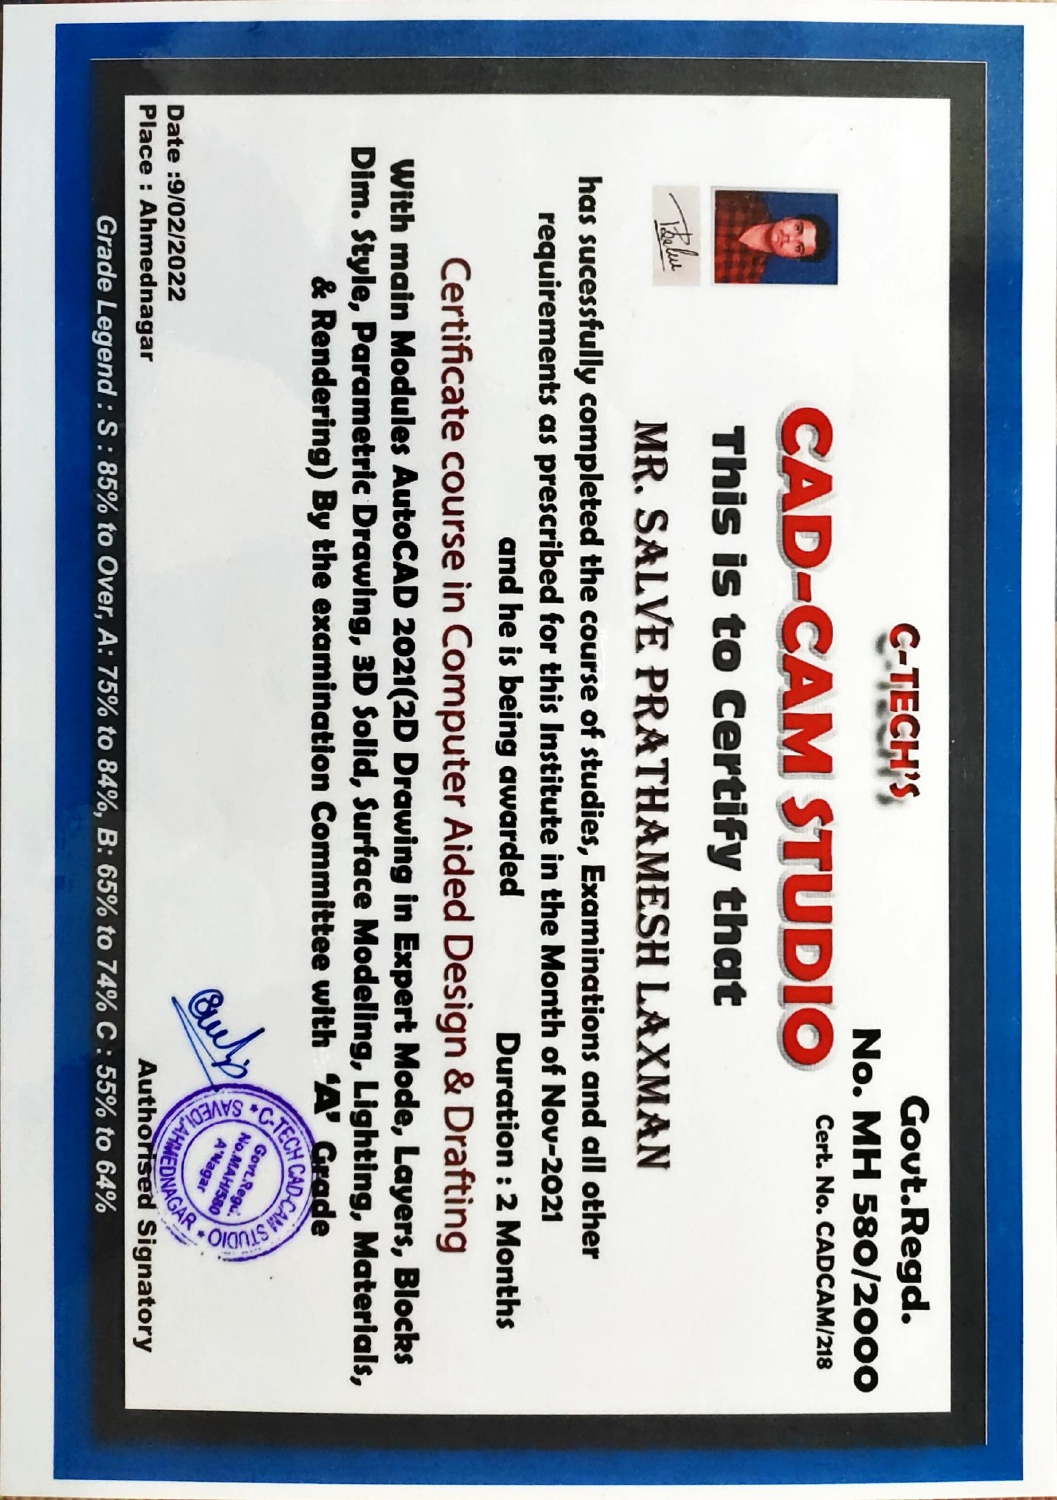 C-TECH'S
Govt.Regd.
No. MH 580/2000
Cert. No. CADCAM/218
CAD-CAM STUDIO
This is to Certify that
MR. SALVE PRATHAMESH LAXMAN
has sucessfully completed the course of studies, Examinations and all other
requirements as prescribed for this Institute in the Month of Nov-2021
and he is being awarded
Duration : 2 Months
Certificate course in Computer Aided Design & Drafting
With main Modules AutoCAD 2021(2D Drawing in Expert Mode, Layers, Blocks
Dim. Style, Parametric Drawing, 3D Solid, Surface Modeling, Lighting, Materials,
& Rendering) By the examination Committee with 'A' Grade
C-TECH CAD-CAM STUDIO
Govt.Regd.
No.MAH/580
A'Nagar
SAVEDI,AHMEDNAGAR
Date :9/02/2022
Place : Ahmednagar
Authorised Signatory
Grade Legend : S : 85% to Over, A: 75% to 84%, B: 65% to 74% C : 55% to 64%